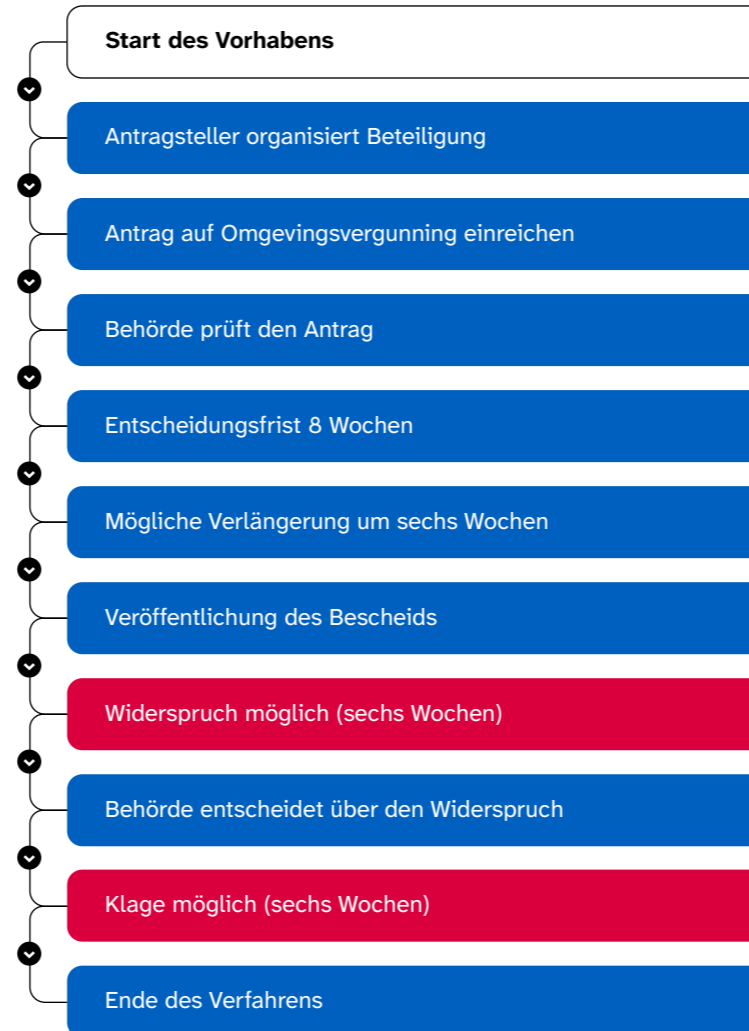 Start des Vorhabens
Antragsteller organisiert Beteiligung
Antrag auf Omgevingsvergunning einreichen
Behörde prüft den Antrag
Entscheidungsfrist 8 Wochen
Mögliche Verlängerung um sechs Wochen
Veröffentlichung des Bescheids
Widerspruch möglich (sechs Wochen)
Behörde entscheidet über den Widerspruch
Klage möglich (sechs Wochen)
Ende des Verfahrens